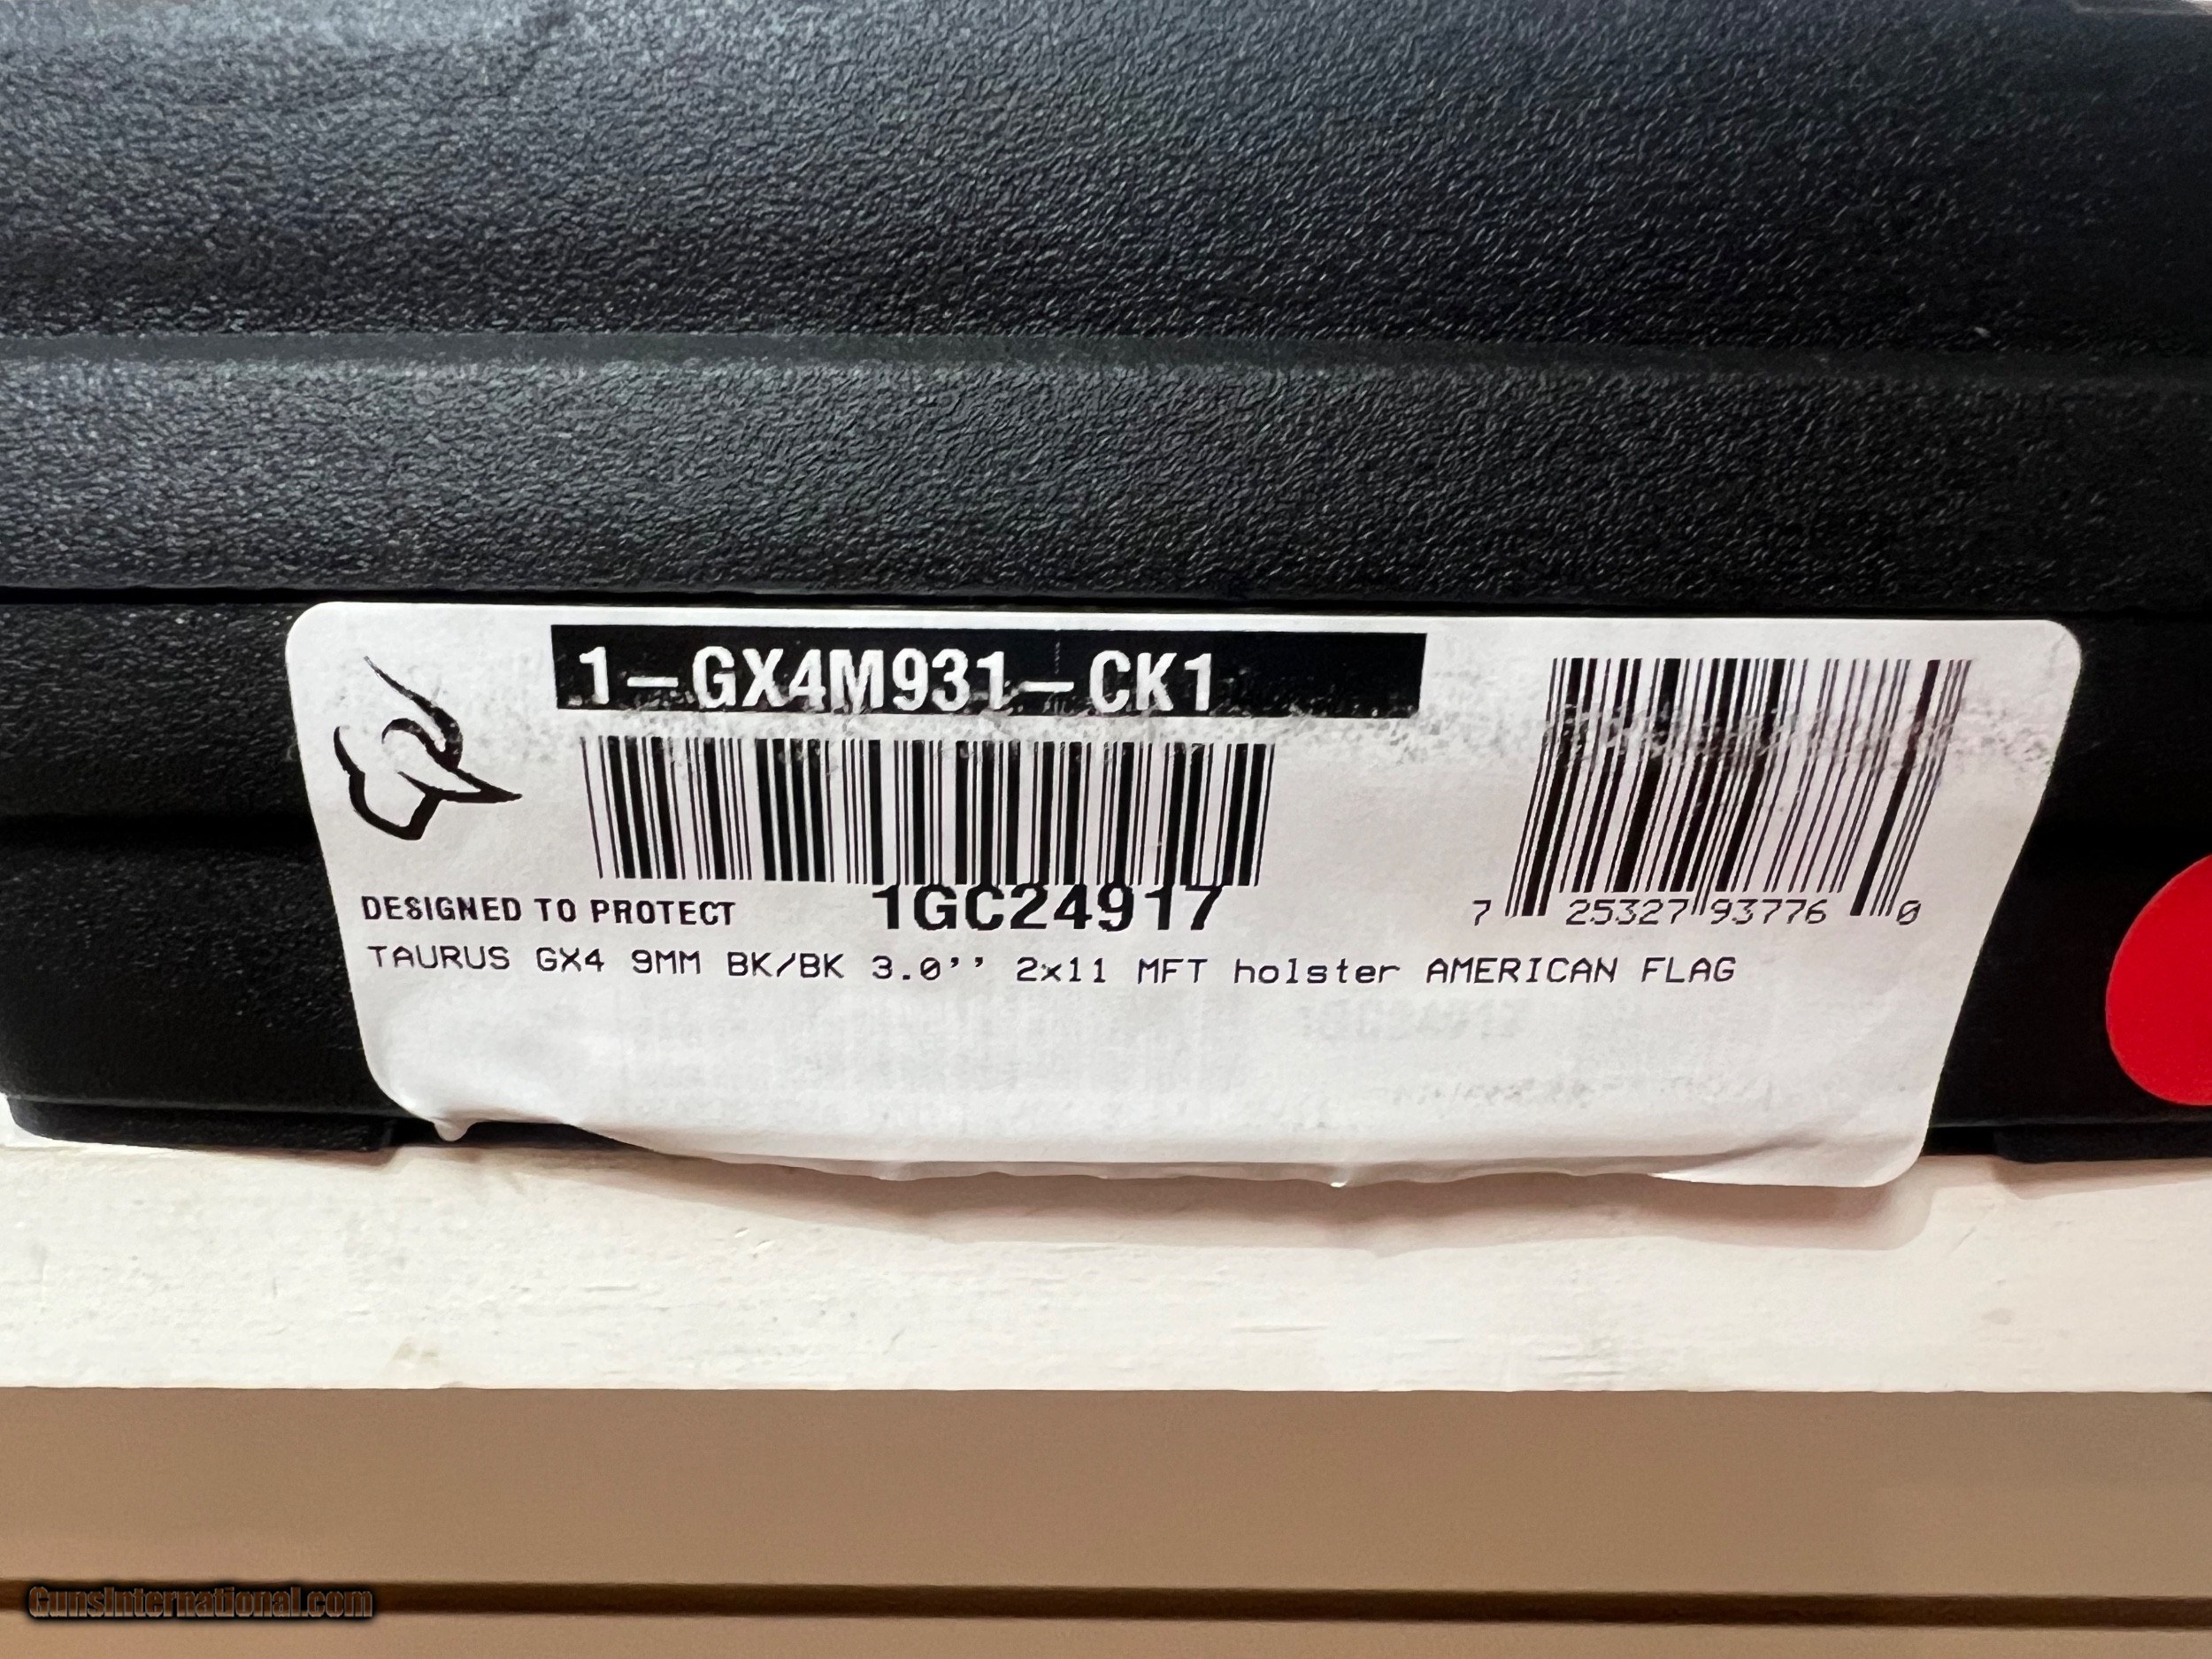 1-GX4M931-CK1
DESIGNED TO PROTECT
1GC24917
7 25327 93776 0
TAURUS GX4 9MM BK/BK 3.0'' 2x11 MFT holster AMERICAN FLAG
GunsInternational.com